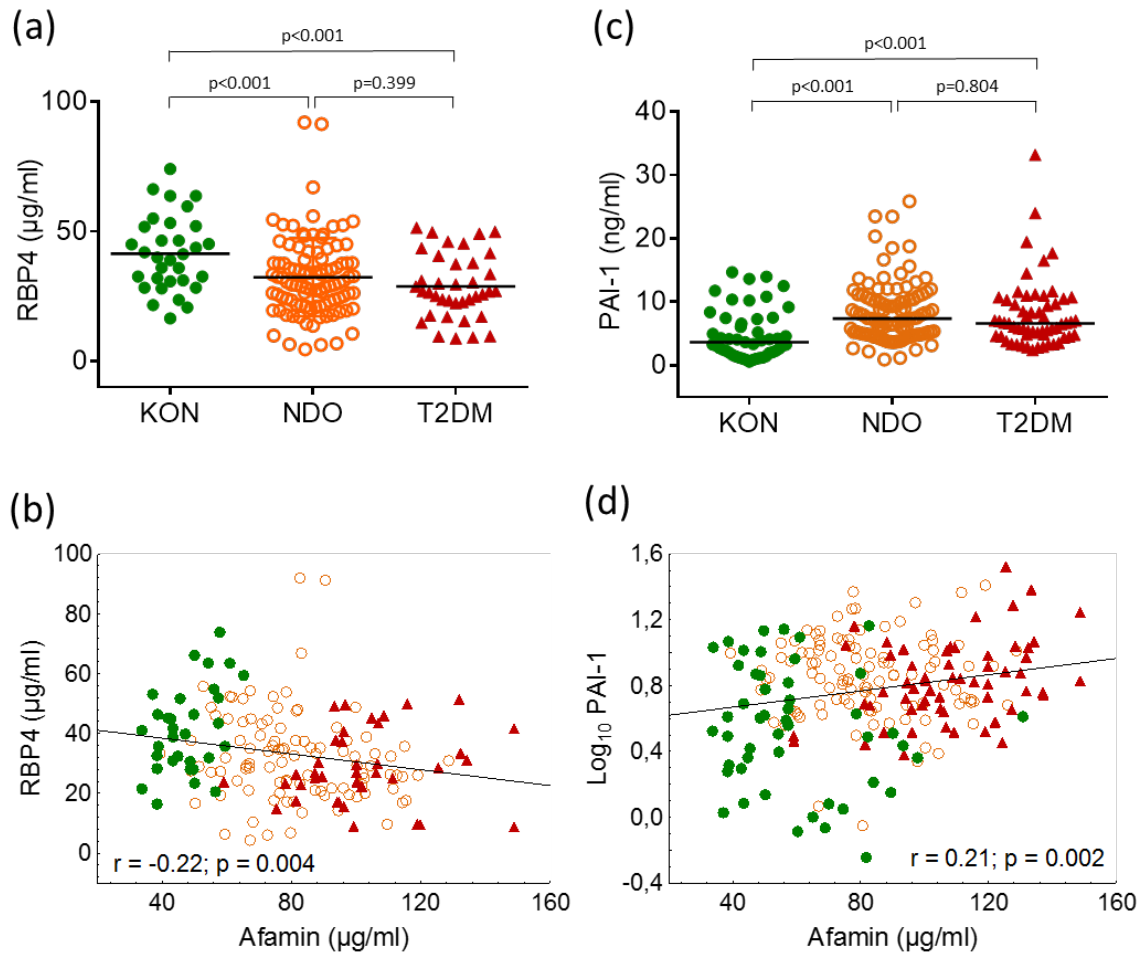 (a)
p<0.001
p<0.001
p=0.399
100
50
0
RBP4 (µg/ml)
KON
NDO
T2DM
(c)
p<0.001
p<0.001
p=0.804
40
30
20
10
0
PAI-1 (ng/ml)
KON
NDO
T2DM
(b)
100
80
60
40
20
0
RBP4 (µg/ml)
r = -0.22; p = 0.004
40
80
120
160
Afamin (µg/ml)
(d)
1,6
1,2
0.8
0.4
0,0
-0,4
Log10 PAI-1
r = 0.21; p = 0.002
40
80
120
160
Afamin (µg/ml)